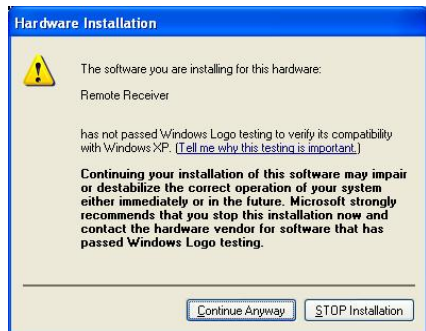 Hardware Installation
The software you are installing for this hardware:
Remote Receiver
has not passed Windows Logo testing to verify its compatibility
with Windows XP. (Tell me why this testing is important.)
Continuing your installation of this software may impair
or destabilize the correct operation of your system
either immediately or in the future. Microsoft strongly
recommends that you stop this installation now and
contact the hardware vendor for software that has
passed Windows Logo testing.
Continue Anyway
STOP Installation